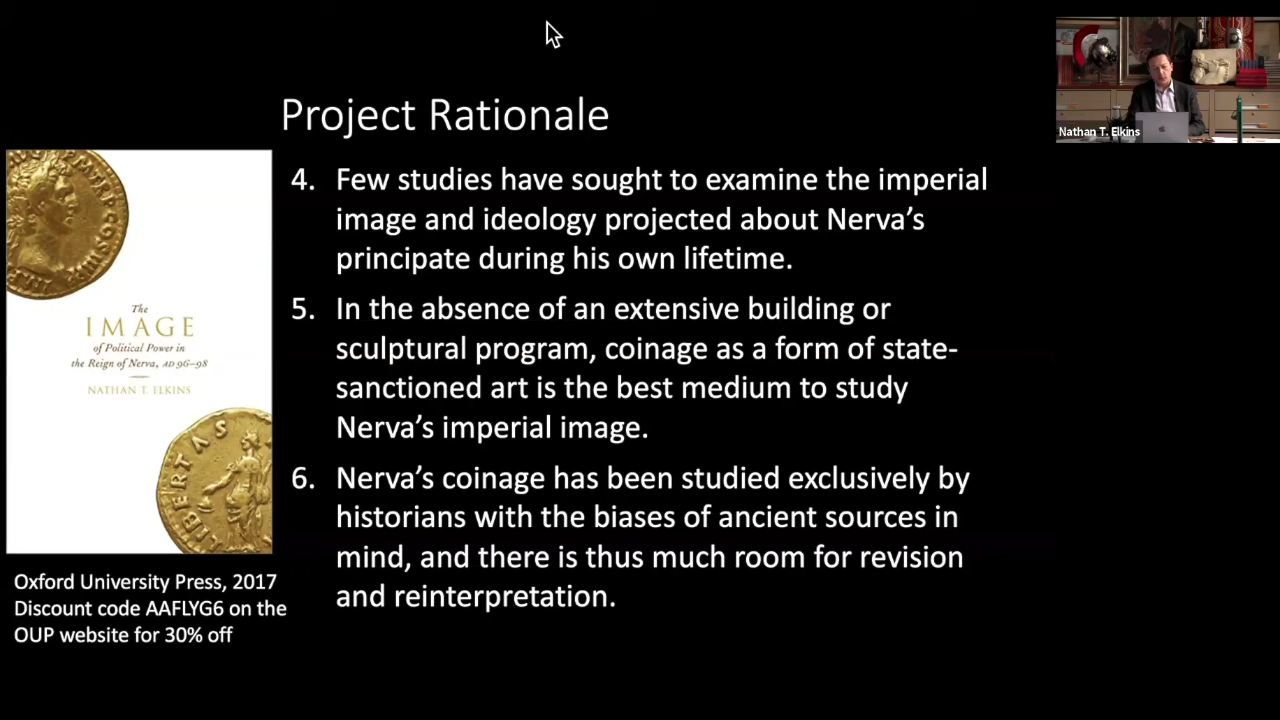 Project Rationale
4. Few studies have sought to examine the imperial
image and ideology projected about Nerva's
principate during his own lifetime.
5. In the absence of an extensive building or
sculptural program, coinage as a form of state-
sanctioned art is the best medium to study
Nerva's imperial image.
6. Nerva's coinage has been studied exclusively by
historians with the biases of ancient sources in
mind, and there is thus much room for revision
and reinterpretation.
The
IMAGE
of Political Power in
the Reign of Nerva, AD 96–98
NATHAN T. ELKINS
LIBERTAS
Oxford University Press, 2017
Discount code AAFLYG6 on the
OUP website for 30% off
Nathan T. Elkins